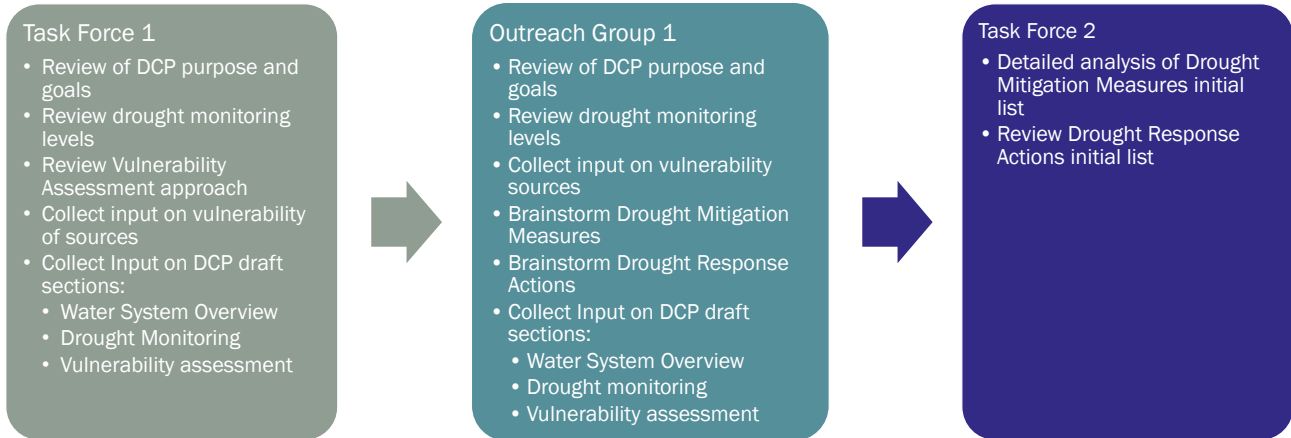 Task Force 1
• Review of DCP purpose and
goals
• Review drought monitoring
levels
• Review Vulnerability
Assessment approach
• Collect input on vulnerability
of sources
• Collect Input on DCP draft
sections:
• Water System Overview
• Drought Monitoring
• Vulnerability assessment
Outreach Group 1
• Review of DCP purpose and
goals
• Review drought monitoring
levels
• Collect input on vulnerability
sources
• Brainstorm Drought Mitigation
Measures
• Brainstorm Drought Response
Actions
• Collect Input on DCP draft
sections:
• Water System Overview
• Drought monitoring
• Vulnerability assessment
Task Force 2
• Detailed analysis of Drought
Mitigation Measures initial
list
• Review Drought Response
Actions initial list